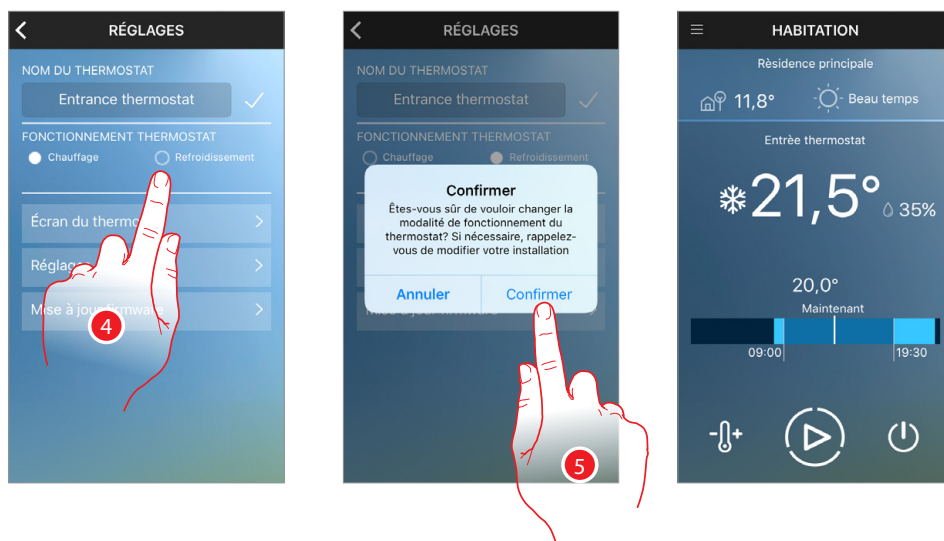 RÉGLAGES
NOM DU THERMOSTAT
Entrance thermostat
FONCTIONNEMENT THERMOSTAT
Chauffage
Refroidissement
Écran du thermo
Réglag
Mise à jour firmware
4
RÉGLAGES
NOM DU THERMOSTAT
Entrance thermostat
FONCTIONNEMENT THERMOSTAT
Chauffage
Refroidissement
Confirmer
Êtes-vous sûr de vouloir changer la
modalité de fonctionnement du
thermostat? Si nécessaire, rappelez-
vous de modifier votre installation
Annuler
Confirmer
5
HABITATION
Rèsidence principale
11,8°
Beau temps
Entrèe thermostat
21,5°
35%
20,0°
Maintenant
09:00
19:30